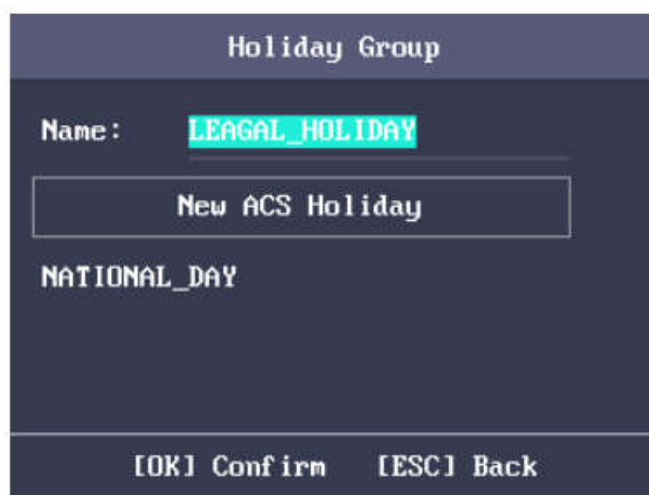 Holiday Group
Name: LEAGAL_HOLIDAY
New ACS Holiday
NATIONAL_DAY
[OK] Confirm [ESC] Back